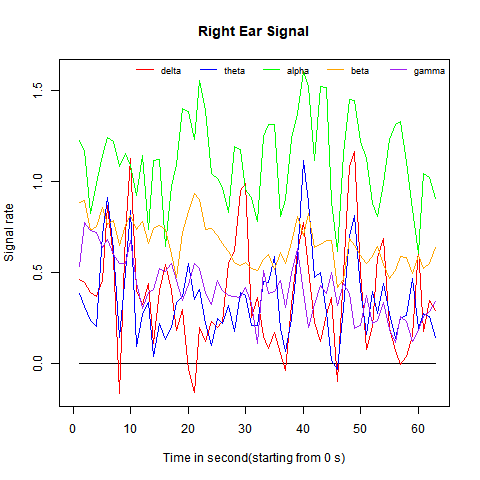 Right Ear Signal
delta theta alpha beta gamma
Signal rate
1.5
1.0
0.5
0.0
0 10 20 30 40 50 60
Time in second(starting from 0 s)